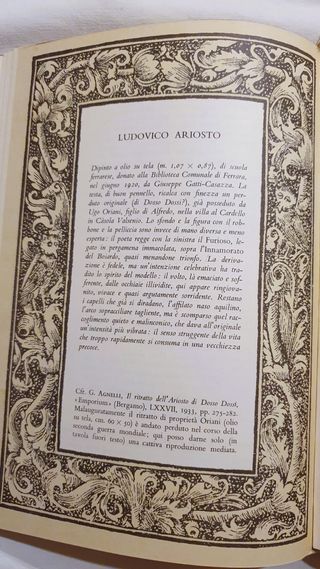 LUDOVICO ARIOSTO
Dipinto a olio su tela (m. 1,07 × 0,87), di scuola
ferrarese, donato alla Biblioteca Comunale di Ferrara,
nel giugno 1920, da Giuseppe Gatti-Casazza. La
testa, di buon pennello, ricalca con finezza un per-
duto originale (di Dosso Dossi?), già posseduto da
Ugo Oriani, figlio di Alfredo, nella villa al Cardello
in Càsola Valsenio. Lo sfondo e la figura con il rob-
bone e la pelliccia sono invece di mano diversa e meno
esperta: il poeta regge con la sinistra il Furioso, le-
gato in pergamena immacolata, sopra l'Innamorato
del Boiardo, quasi menandone trionfo. La deriva-
zione è fedele, ma un'intenzione celebrativa ha tra-
dito lo spirito del modello: il volto, là emaciato e sof-
ferente, dalle occhiaie illividite, qui appare ringiova-
nito, vivace e quasi argutamente sorridente. Restano
i capelli che già si diradano, l'affilato naso aquilino,
l'arco sopraciliare tagliente, ma è scomparso quel rac-
coglimento quieto e malinconico, che dava all'originale
un'intensità più vibrata: il senso struggente della vita
che troppo rapidamente si consuma in una vecchiezza
precoce.
Cfr. G. AGNELLI, Il ritratto dell'Ariosto di Dosso Dossi,
«Emporium» (Bergamo), LXXVII, 1933, pp. 275-282.
Malauguratamente il ritratto di proprietà Oriani (olio
su tela, cm. 60 × 50) è andato perduto nel corso della
seconda guerra mondiale; qui posso darne solo (in
tavola fuori testo) una cattiva riproduzione mediata.